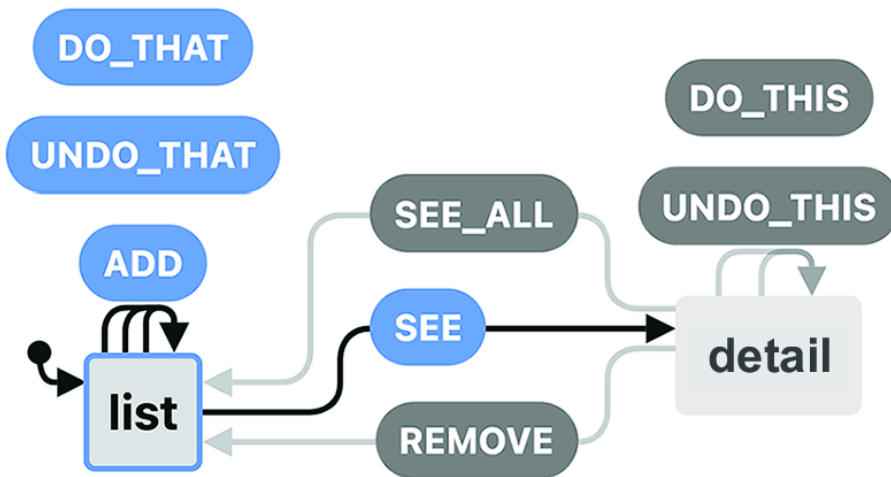 DO_THAT
DO_THIS
UNDO_THAT
UNDO_THIS
SEE_ALL
ADD
SEE
detail
list
REMOVE